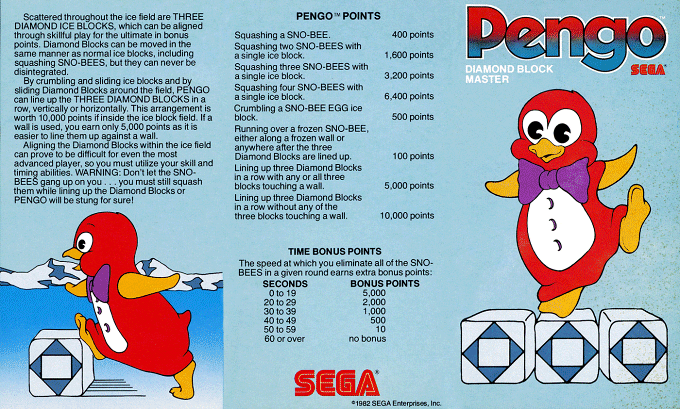 Scattered throughout the ice field are THREE
DIAMOND ICE BLOCKS, which can be aligned
through skillful play for the ultimate in bonus
points. Diamond Blocks can be moved in the
same manner as normal ice blocks, including
squashing SNO-BEES, but they can never be
disintegrated.
By crumbling and sliding ice blocks and by
sliding Diamond Blocks around the field, PENGO
can line up the THREE DIAMOND BLOCKS in a
row, vertically or horizontally. This arrangement is
worth 10,000 points if inside the ice block field. If a
wall is used, you earn only 5,000 points as it is
easier to line them up against a wall.
Aligning the Diamond Blocks within the ice field
can prove to be difficult for even the most
advanced player, so you must utilize your skill and
timing abilities. WARNING: Don't let the SNO-
BEES gang up on you . . . you must still squash
them while lining up the Diamond Blocks or
PENGO will be stung for sure!
PENGO™ POINTS
Squashing a SNO-BEE. 400 points
Squashing two SNO-BEES with
a single ice block. 1,600 points
Squashing three SNO-BEES with
a single ice block. 3,200 points
Squashing four SNO-BEES with
a single ice block. 6,400 points
Crumbling a SNO-BEE EGG ice
block. 500 points
Running over a frozen SNO-BEE,
either along a frozen wall or
anywhere after the three
Diamond Blocks are lined up. 100 points
Lining up three Diamond Blocks
in a row with any or all three
blocks touching a wall. 5,000 points
Lining up three Diamond Blocks
in a row without any of the
three blocks touching a wall. 10,000 points
TIME BONUS POINTS
The speed at which you eliminate all of the SNO-
BEES in a given round earns extra bonus points:
SECONDS BONUS POINTS
0 to 19 5,000
20 to 29 2,000
30 to 39 1,000
40 to 49 500
50 to 59 10
60 or over no bonus
SEGA®
©1982 SEGA Enterprises, Inc.
Pengo™
DIAMOND BLOCK
MASTER
SEGA®